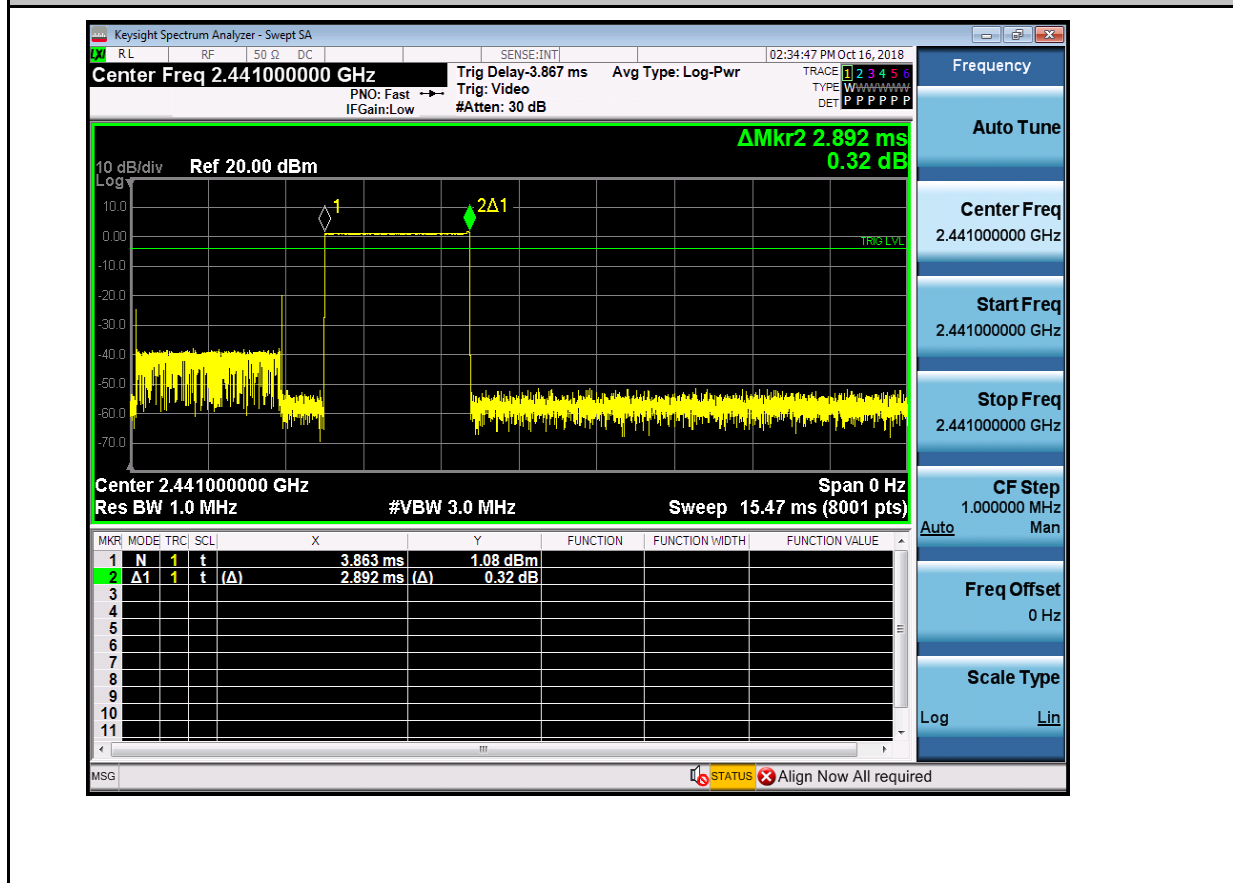 Keysight Spectrum Analyzer - Swept SA
LXI RL RF 50 Ω DC SENSE:INT 02:34:47 PM Oct 16, 2018
Center Freq 2.441000000 GHz
PNO: Fast
IFGain:Low
Trig Delay-3.867 ms
Trig: Video
#Atten: 30 dB
Avg Type: Log-Pwr
TRACE 1 2 3 4 5 6
TYPE WWWWWW
DET P P P P P P
ΔMkr2 2.892 ms
0.32 dB
10 dB/div Ref 20.00 dBm
Log
10.0
0.00
-10.0
-20.0
-30.0
-40.0
-50.0
-60.0
-70.0
1
2Δ1
TRIG LVL
Center 2.441000000 GHz Span 0 Hz
Res BW 1.0 MHz #VBW 3.0 MHz Sweep 15.47 ms (8001 pts)
MKR MODE TRC SCL X Y FUNCTION FUNCTION WIDTH FUNCTION VALUE
1 N 1 t 3.863 ms 1.08 dBm
2 Δ1 1 t (Δ) 2.892 ms (Δ) 0.32 dB
3
4
5
6
7
8
9
10
11
MSG STATUS Align Now All required
Frequency
Auto Tune
Center Freq
2.441000000 GHz
Start Freq
2.441000000 GHz
Stop Freq
2.441000000 GHz
CF Step
1.000000 MHz
Auto Man
Freq Offset
0 Hz
Scale Type
Log Lin